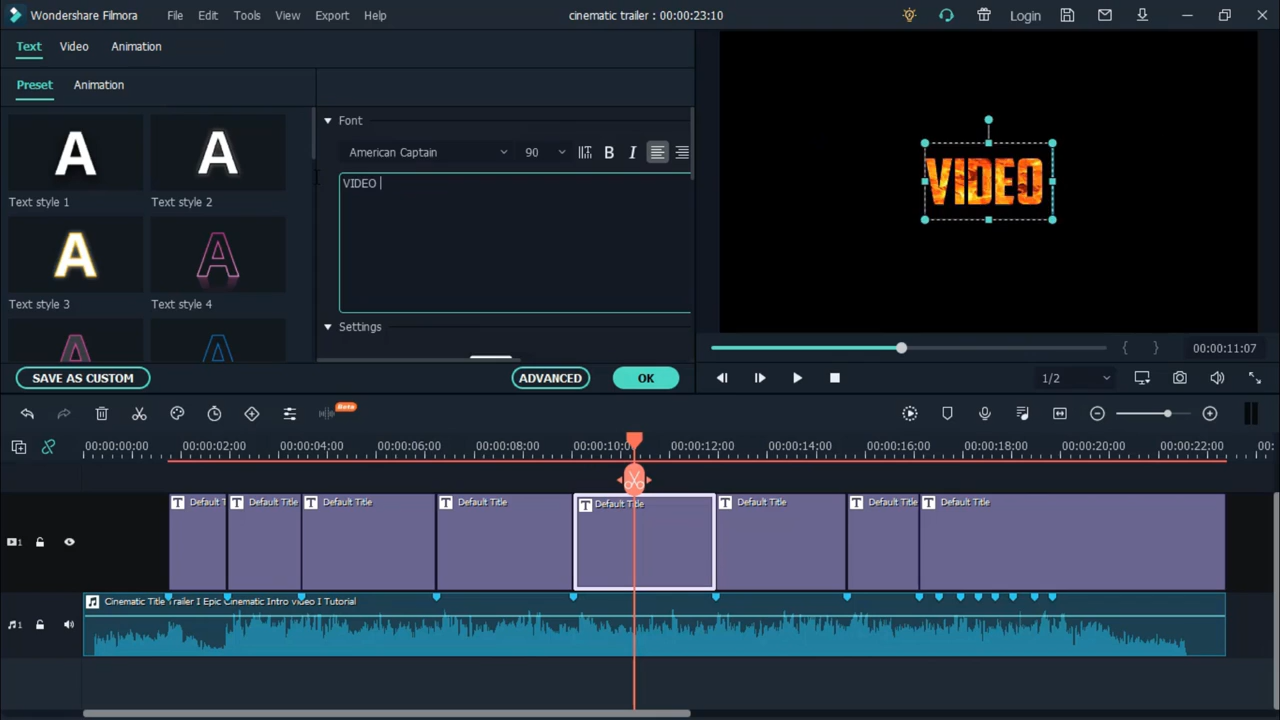 Wondershare Filmora File Edit Tools View Export Help cinematic trailer : 00:00:23:10 Login
Text Video Animation
Preset Animation
A A
Text style 1 Text style 2
A A
Text style 3 Text style 4
A A
Font
American Captain 90 B I
VIDEO
Settings
SAVE AS CUSTOM ADVANCED OK
VIDEO
00:00:11:07
1/2
Beta
00:00:00:00 00:00:02:00 00:00:04:00 00:00:06:00 00:00:08:00 00:00:10:0 00:00:12:00 00:00:14:00 00:00:16:00 00:00:18:00 00:00:20:00 00:00:22:00 00:
T Default T T Default Title T Default Title T Default Title T Default Title T Default Title T Default Title T Default Title
1
Cinematic Title Trailer I Epic Cinematic Intro video I Tutorial
1